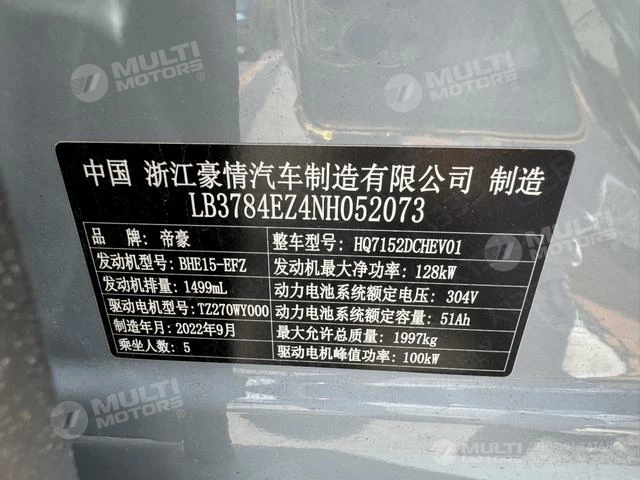 MULTI
MOTORS
MULTI
MOTORS
中国 浙江豪情汽车制造有限公司 制造
LB3784EZ4NH052073
品牌: 帝豪
整车型号: HQ7152DCHEV01
发动机型号: BHE15-EFZ
发动机最大净功率: 128kW
发动机排量: 1499mL
动力电池系统额定电压: 304V
驱动电机型号: TZ270WY000
动力电池系统额定容量: 51Ah
制造年月: 2022年9月
最大允许总质量: 1997kg
乘坐人数: 5
驱动电机峰值功率: 100kW
MULTI
MOTORS
MULTI
MOTORS